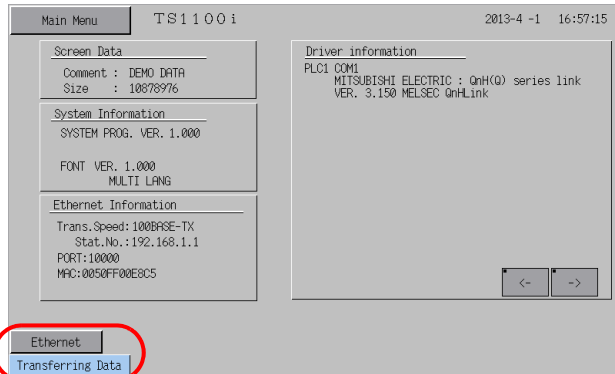 Main Menu
TS1100i
2013-4 -1 16:57:15
Screen Data
Comment : DEMO DATA
Size : 10878976
System Information
SYSTEM PROG. VER. 1.000
FONT VER. 1.000
MULTI LANG
Ethernet Information
Trans.Speed:100BASE-TX
Stat.No.:192.168.1.1
PORT:10000
MAC:0050FF00E8C5
Driver information
PLC1 COM1
MITSUBISHI ELECTRIC : QnH(Q) series link
VER. 3.150 MELSEC QnHLink
<- ->
Ethernet
Transferring Data